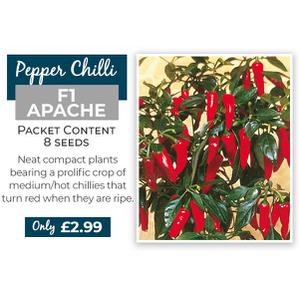 Pepper Chilli
F1
APACHE
PACKET CONTENT
8 SEEDS
Neat compact plants
bearing a prolific crop of
medium/hot chillies that
turn red when they are ripe.
Only £2.99